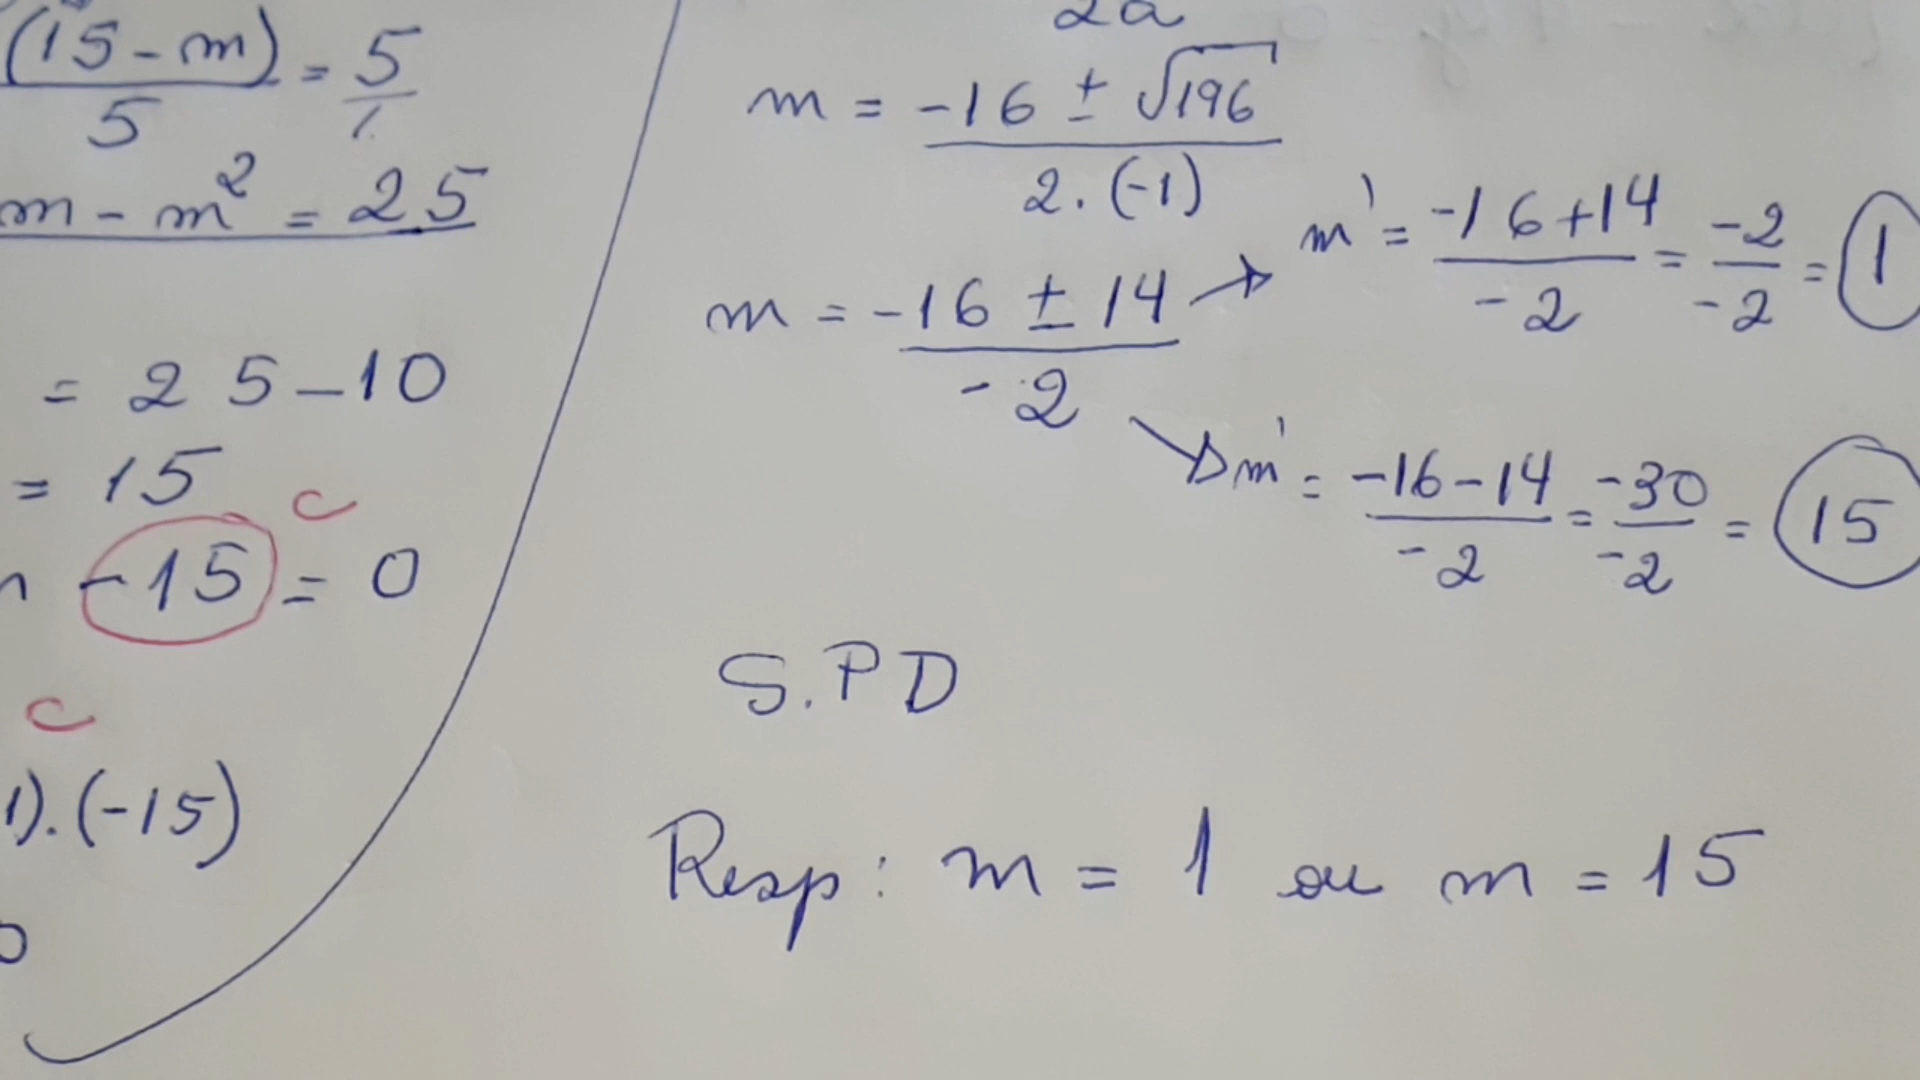 (15-m)/5 = 5/1
m - m² = 25
= 25-10
= 15
c
-15 = 0
c
1).(-15)
2a
m = -16 ± √196 / 2.(-1)
m = -16 ± 14 / -2
m' = -16+14 / -2 = -2 / -2 = 1
m' = -16-14 / -2 = -30 / -2 = 15
S.PD
Resp: m = 1 ou m = 15